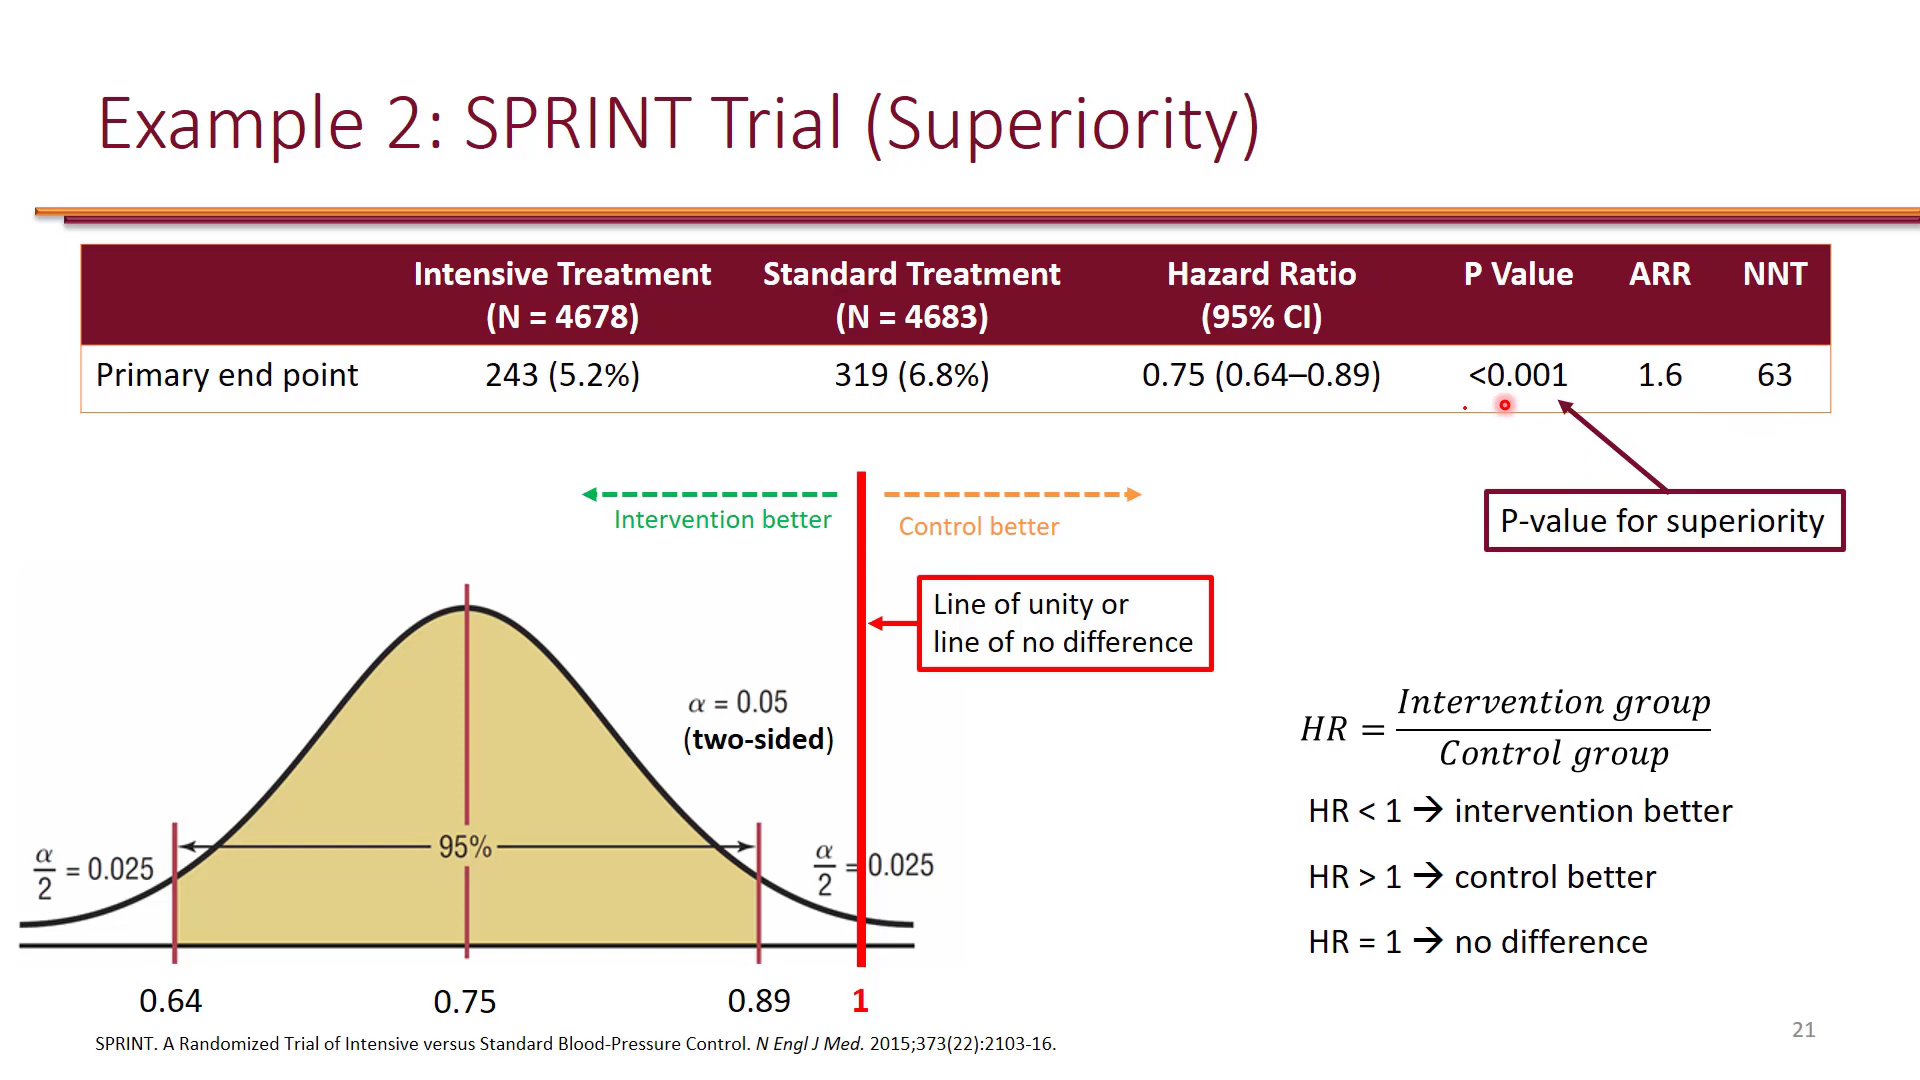 Example 2: SPRINT Trial (Superiority)
Intensive Treatment Standard Treatment Hazard Ratio P Value ARR NNT
(N = 4678) (N = 4683) (95% CI)
Primary end point 243 (5.2%) 319 (6.8%) 0.75 (0.64–0.89) <0.001 1.6 63
P-value for superiority
Intervention better
Control better
Line of unity or
line of no difference
α = 0.05
(two-sided)
95%
α/2 = 0.025
α/2 = 0.025
0.64 0.75 0.89 1
HR = Intervention group / Control group
HR < 1 → intervention better
HR > 1 → control better
HR = 1 → no difference
SPRINT. A Randomized Trial of Intensive versus Standard Blood-Pressure Control. N Engl J Med. 2015;373(22):2103-16.
21